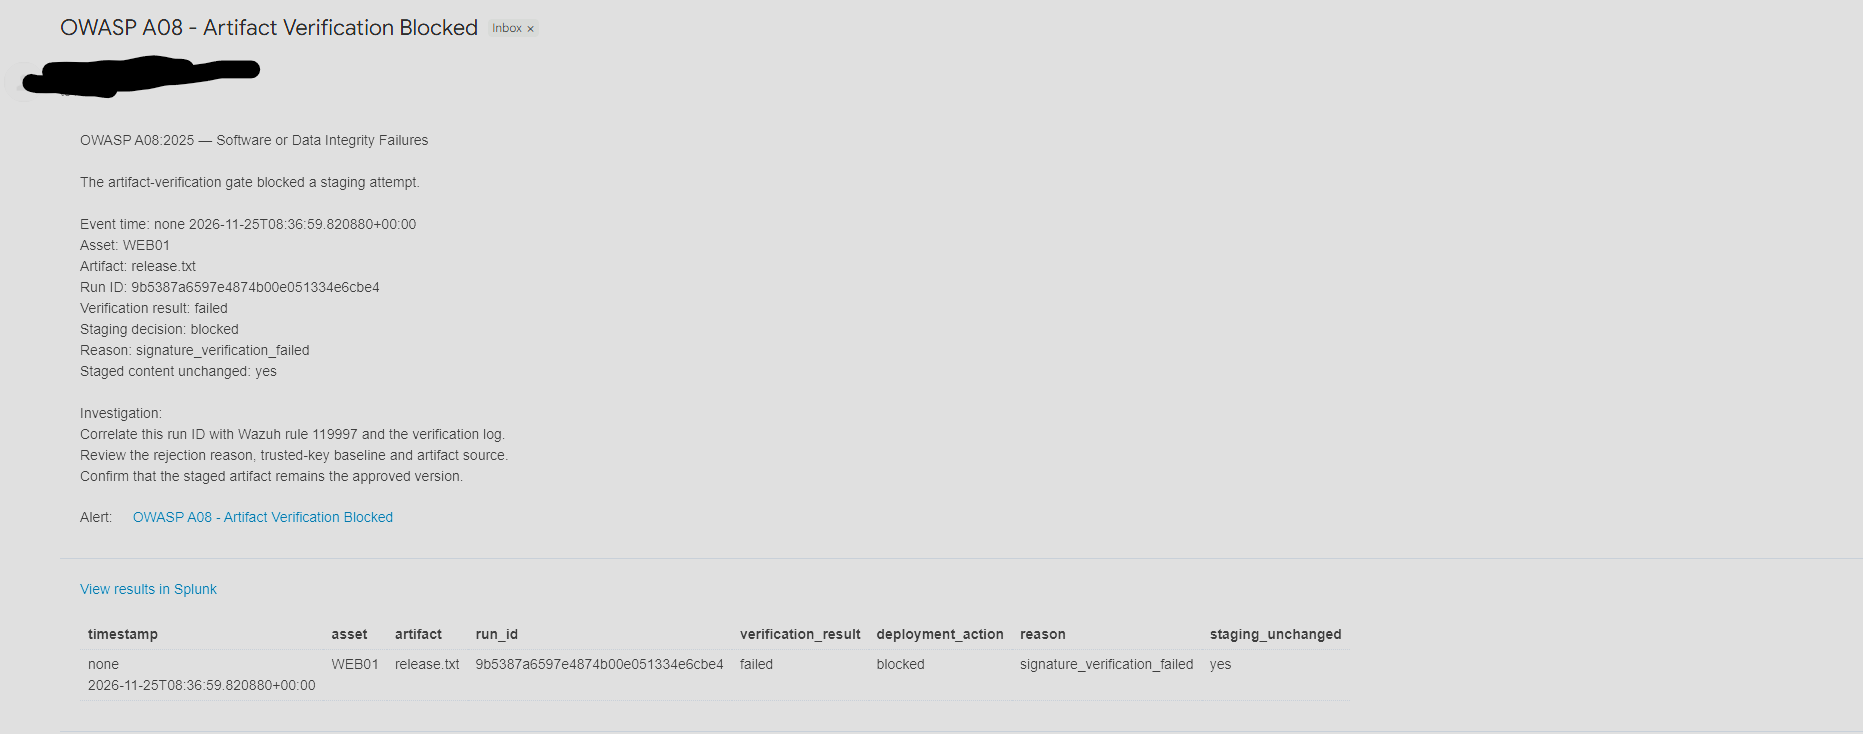 OWASP A08 - Artifact Verification Blocked Inbox ×
OWASP A08:2025 — Software or Data Integrity Failures
The artifact-verification gate blocked a staging attempt.
Event time: none 2026-11-25T08:36:59.820880+00:00
Asset: WEB01
Artifact: release.txt
Run ID: 9b5387a6597e4874b00e051334e6cbe4
Verification result: failed
Staging decision: blocked
Reason: signature_verification_failed
Staged content unchanged: yes
Investigation:
Correlate this run ID with Wazuh rule 119997 and the verification log.
Review the rejection reason, trusted-key baseline and artifact source.
Confirm that the staged artifact remains the approved version.
Alert: OWASP A08 - Artifact Verification Blocked
View results in Splunk
timestamp asset artifact run_id verification_result deployment_action reason staging_unchanged
none WEB01 release.txt 9b5387a6597e4874b00e051334e6cbe4 failed blocked signature_verification_failed yes
2026-11-25T08:36:59.820880+00:00